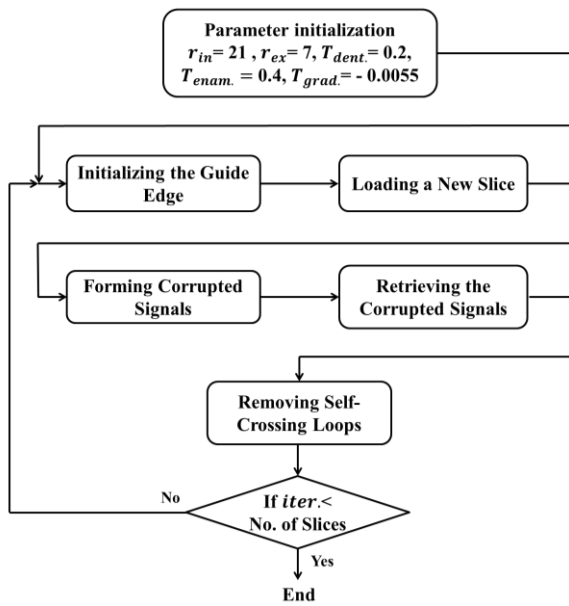 Parameter initialization
r_in= 21 , r_ex= 7, T_dent.= 0.2,
T_enam. = 0.4, T_grad.= - 0.0055
Initializing the Guide
Edge
Loading a New Slice
Forming Corrupted
Signals
Retrieving the
Corrupted Signals
Removing Self-
Crossing Loops
No
If iter.<
No. of Slices
Yes
End